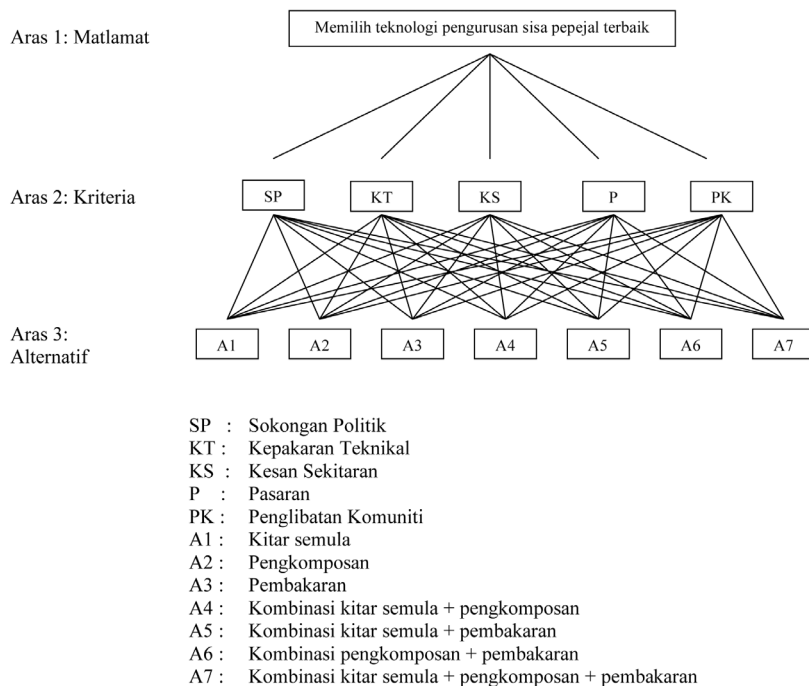 Aras 1: Matlamat
Memilih teknologi pengurusan sisa pepejal terbaik
Aras 2: Kriteria
SP KT KS P PK
Aras 3:
Alternatif
A1 A2 A3 A4 A5 A6 A7
SP : Sokongan Politik
KT : Kepakaran Teknikal
KS : Kesan Sekitaran
P : Pasaran
PK : Penglibatan Komuniti
A1 : Kitar semula
A2 : Pengkomposan
A3 : Pembakaran
A4 : Kombinasi kitar semula + pengkomposan
A5 : Kombinasi kitar semula + pembakaran
A6 : Kombinasi pengkomposan + pembakaran
A7 : Kombinasi kitar semula + pengkomposan + pembakaran